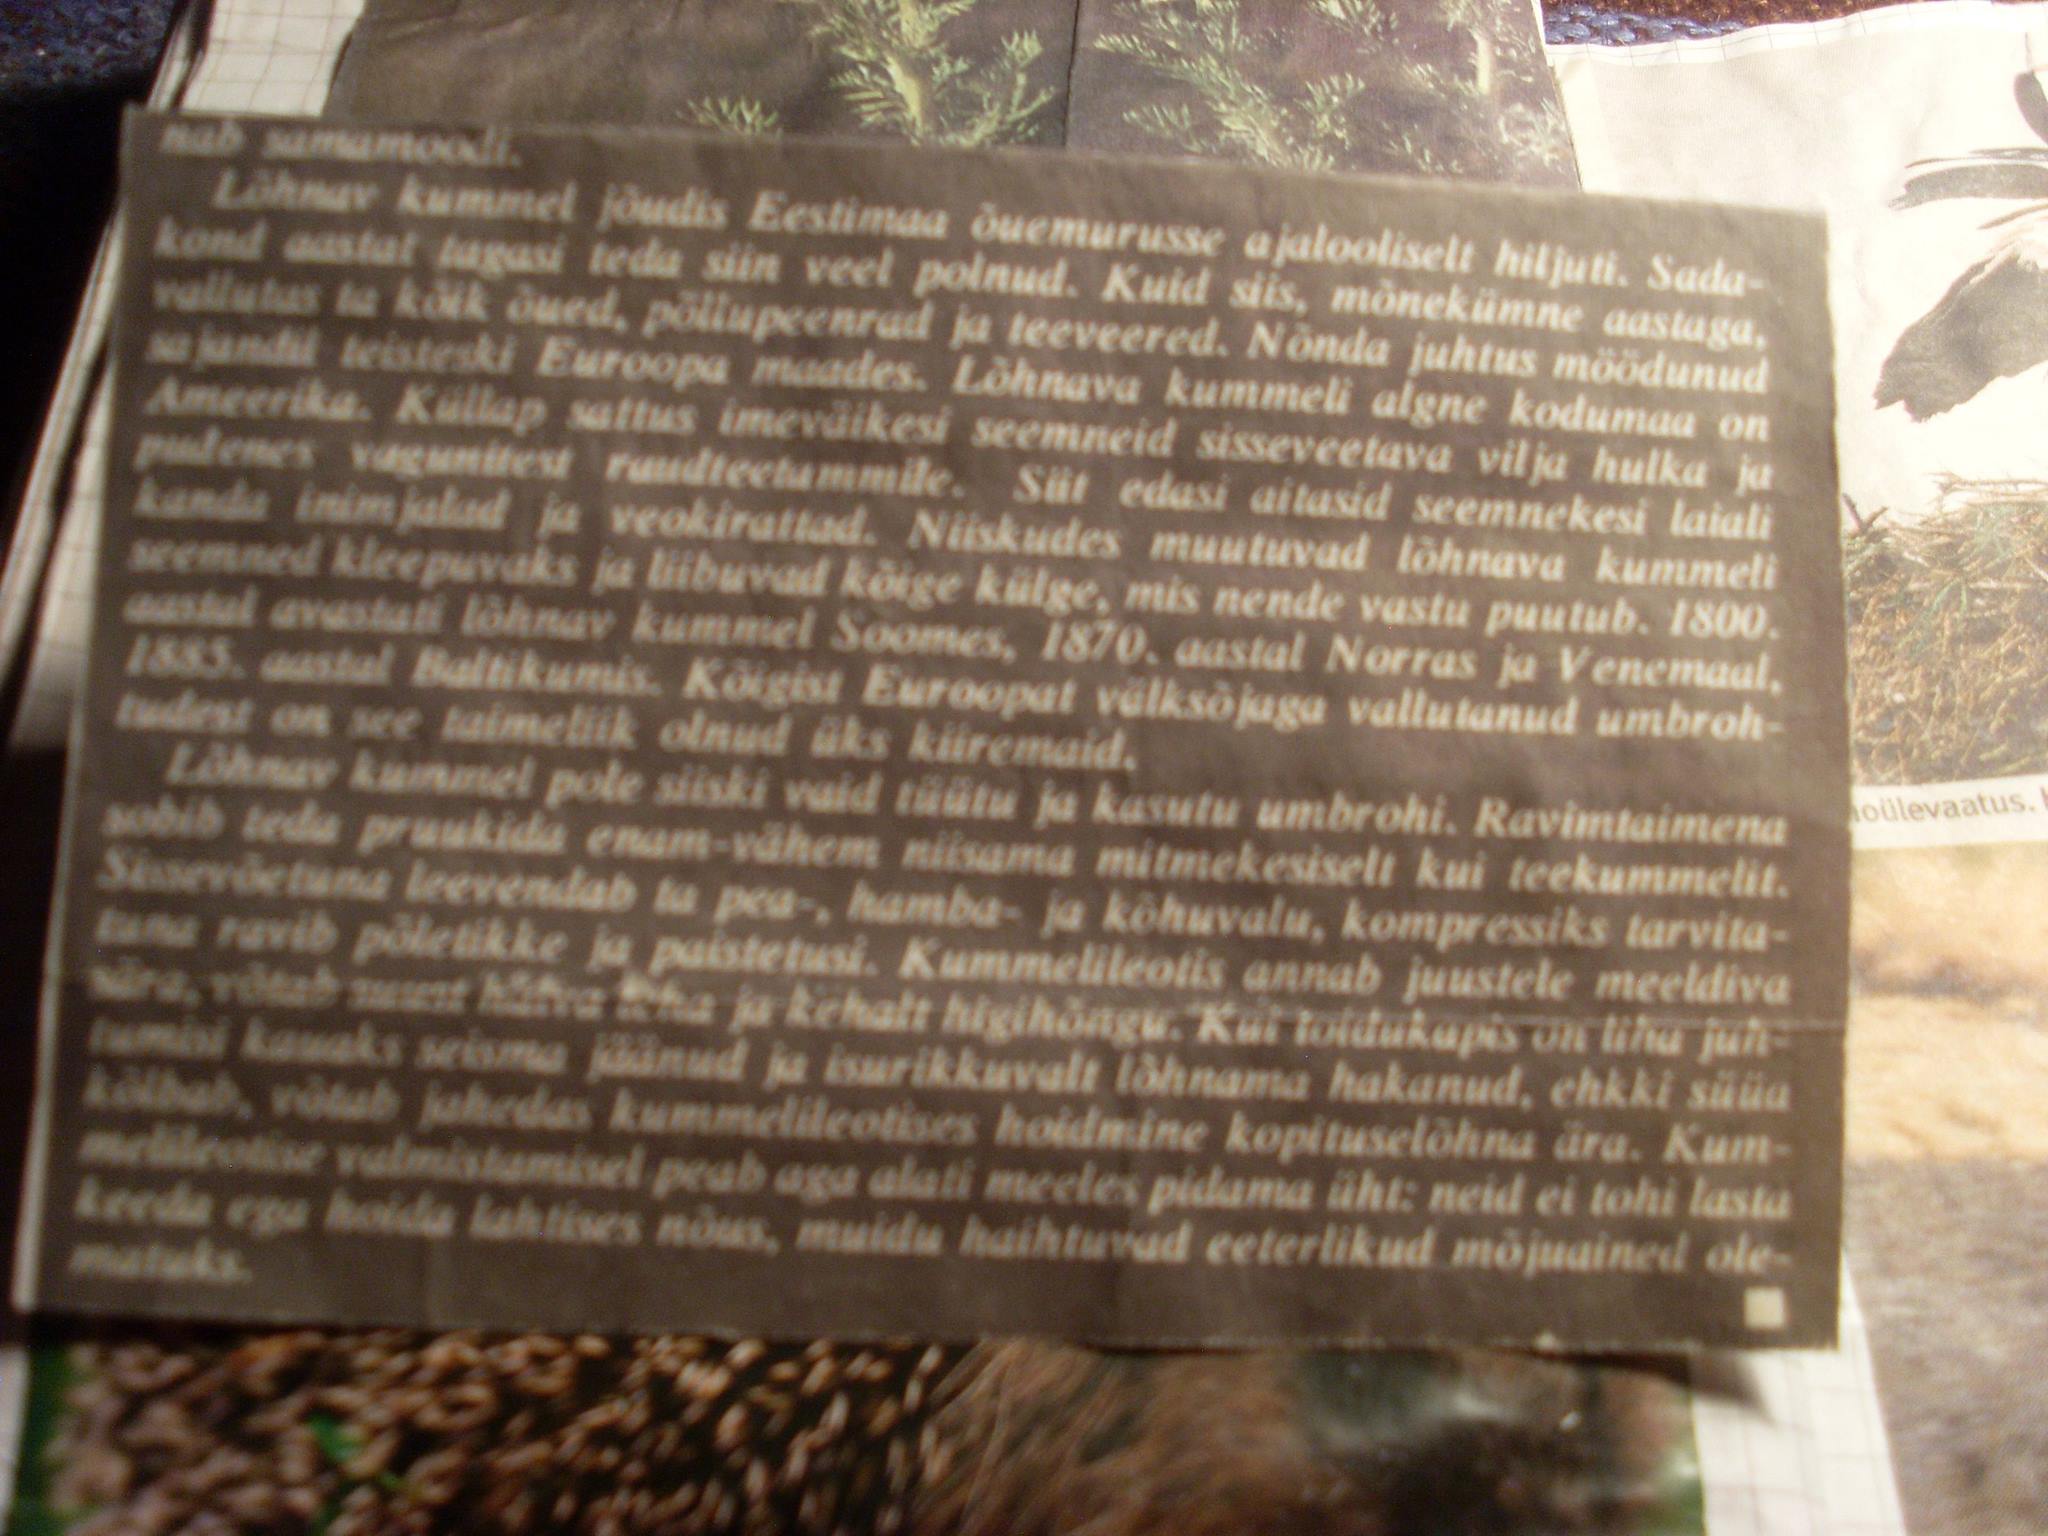 nab samamoodi.
Lõhnav kummel jõudis Eestimaa õuemurusse ajalooliselt hiljuti. Sada-
kond aastat tagasi teda siin veel polnud. Kuid siis, mõnekümne aastaga,
vallutas ta kõik õued, põllupeenrad ja teeveered. Nõnda juhtus möödunud
sajandil teisteski Euroopa maades. Lõhnava kummeli algne kodumaa on
Ameerika. Küllap sattus imeväikesi seemneid sisseveetava vilja hulka ja
pudenes vagunitest raudteetammile. Siit edasi aitasid seemnekesi laiali
kanda inimjalad ja veokirattad. Niiskudes muutuvad lõhnava kummeli
seemned kleepuvaks ja liibuvad kõige külge, mis nende vastu puutub. 1800.
aastal avastati lõhnav kummel Soomes, 1870. aastal Norras ja Venemaal,
1885. aastal Baltikumis. Kõigist Euroopat välksõjaga vallutanud umbroh-
tudest on see taimeliik olnud üks kiiremaid.
Lõhnav kummel pole siiski vaid tüütu ja kasutu umbrohi. Ravimtaimena
sobib teda pruukida enam-vähem niisama mitmekesiselt kui teekummelit.
Sissevõetuna leevendab ta pea-, hamba- ja kõhuvalu, kompressiks tarvita-
tuna ravib põletikke ja paistetusi. Kummelileotis annab juustele meeldiva
sära, võtab suust halva leha ja kehalt higihõngu. Kui toidukapis on liha juh-
tumisi kauaks seisma jäänud ja isurikkuvalt lõhnama hakanud, ehkki süüa
kõlbab, võtab jahedas kummelileotises hoidmine kopituselõhna ära. Kum-
melileotise valmistamisel peab aga alati meeles pidama üht: neid ei tohi lasta
keeda ega hoida lahtises nõus, muidu haihtuvad eeterlikud mõjuained ole-
matuks.